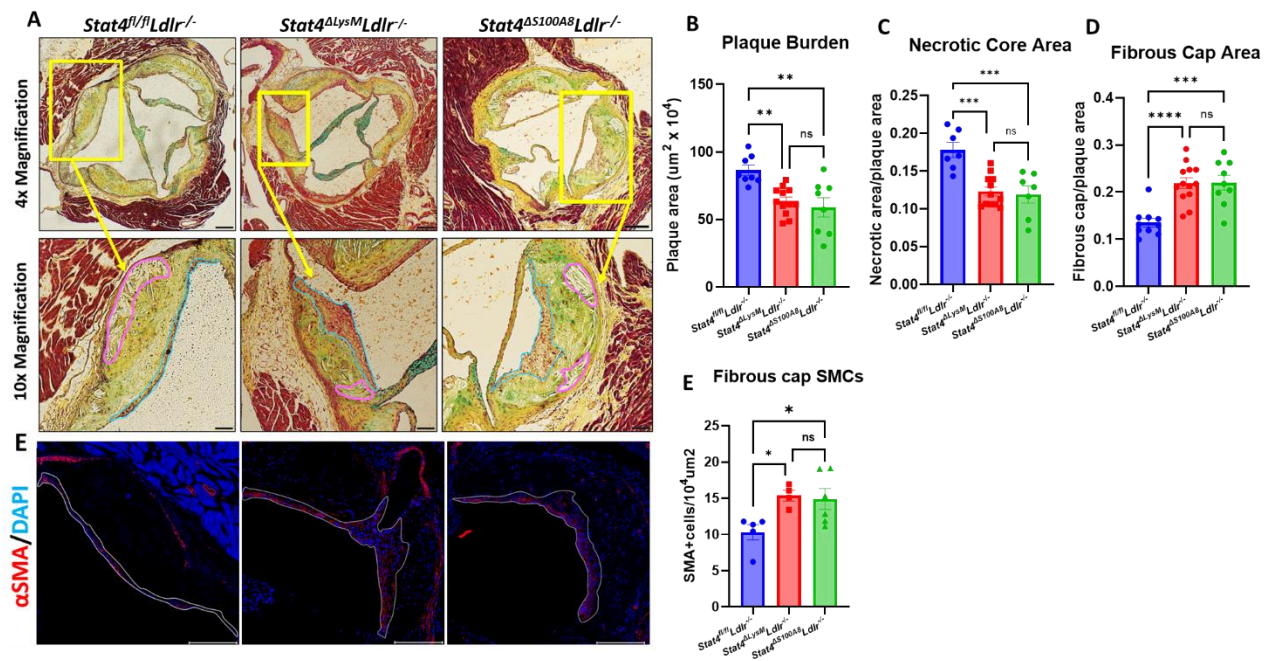 A
Stat4fl/flLdlr-/-
Stat4ΔLysMLdlr-/-
Stat4ΔS100A8Ldlr-/-
4x Magnification
10x Magnification
E
αSMA/DAPI
B
Plaque Burden
Plaque area (um² x 10⁴)
150
100
50
0
**
**
ns
Stat4fl/flLdlr-/-
Stat4ΔLysMLdlr-/-
Stat4ΔS100A8Ldlr-/-
C
Necrotic Core Area
Necrotic area/plaque area
0.25
0.20
0.15
0.10
0.05
0.00
***
***
ns
Stat4fl/flLdlr-/-
Stat4ΔLysMLdlr-/-
Stat4ΔS100A8Ldlr-/-
D
Fibrous Cap Area
Fibrous cap/plaque area
0.4
0.3
0.2
0.1
0.0
***
****
ns
Stat4fl/flLdlr-/-
Stat4ΔLysMLdlr-/-
Stat4ΔS100A8Ldlr-/-
E
Fibrous cap SMCs
SMA+cells/10⁴um2
25
20
15
10
5
0
*
*
ns
Stat4fl/flLdlr-/-
Stat4ΔLysMLdlr-/-
Stat4ΔS100A8Ldlr-/-